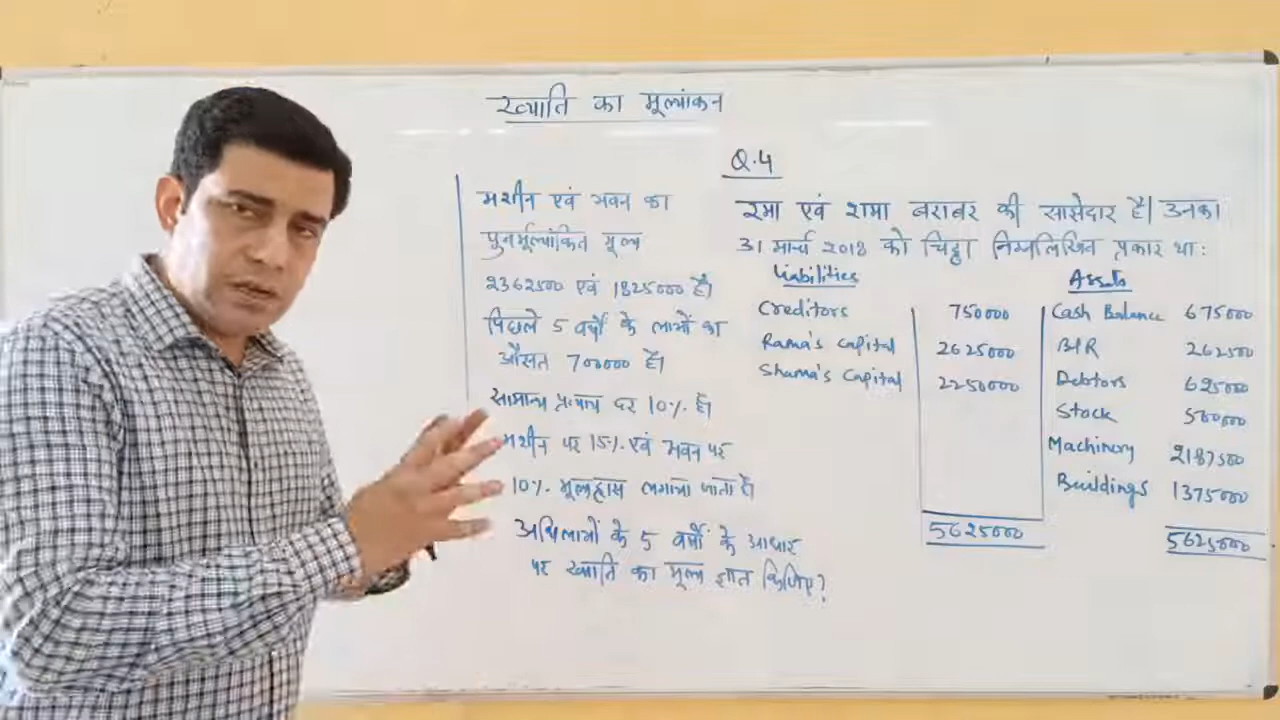 ख्याति का मूल्यांकन
Q.4
रमा एवं शमा बराबर की साझेदार है। उनका
31 मार्च 2018 को चिट्ठा निम्नलिखित प्रकार था:
Liabilities Assets
Creditors 750000 Cash Balance 675000
Rama's Capital 2625000 B/R 262500
Shama's Capital 2250000 Debtors 625000
Stock 500000
Machinery 2187500
Buildings 1375000
5625000 5625000
मशीन एवं भवन का
पुनर्मूल्यांकित मूल्य
2362500 एवं 1825000 है।
पिछले 5 वर्षों के लाभों का
औसत 700000 है।
सामान्य प्रत्याय दर 10% है।
मशीन पर 15% एवं भवन पर
10% मूल्यह्रास लगाया जाता है।
अधिलाभों के 5 वर्षों के आधार
पर ख्याति का मूल्य ज्ञात किजिए?